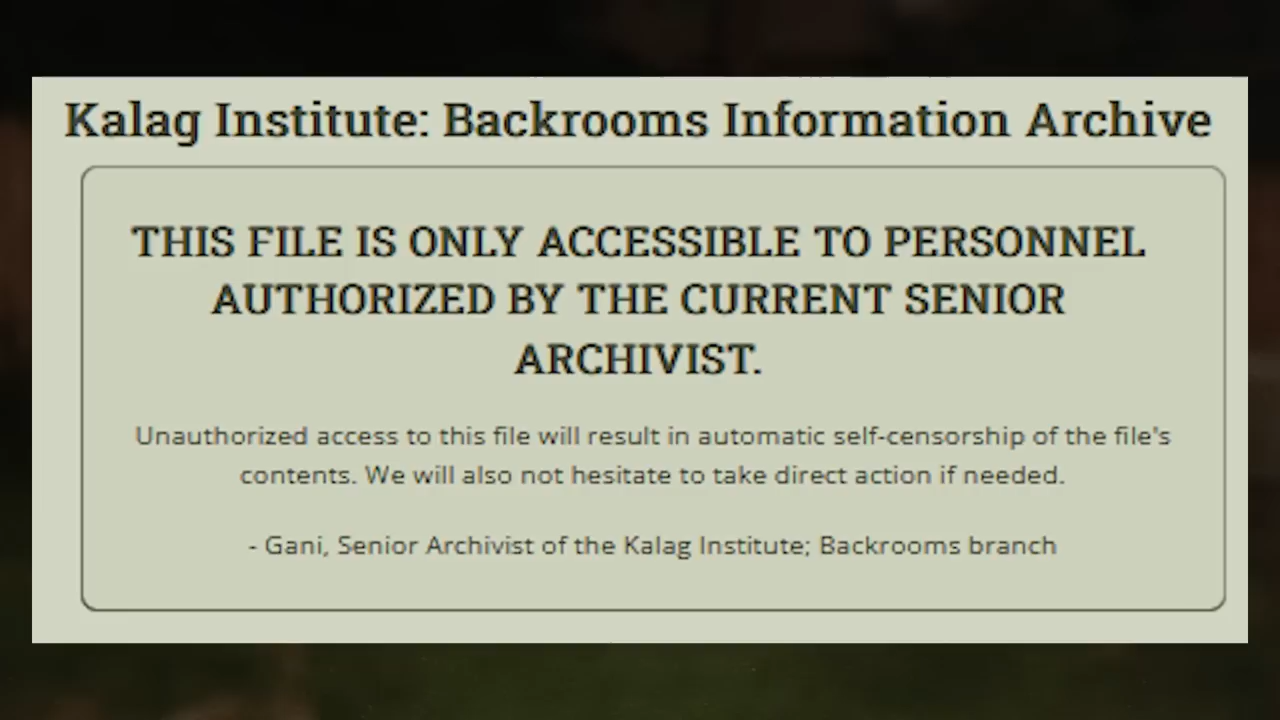 Kalag Institute: Backrooms Information Archive
THIS FILE IS ONLY ACCESSIBLE TO PERSONNEL
AUTHORIZED BY THE CURRENT SENIOR
ARCHIVIST.
Unauthorized access to this file will result in automatic self-censorship of the file's
contents. We will also not hesitate to take direct action if needed.
- Gani, Senior Archivist of the Kalag Institute; Backrooms branch